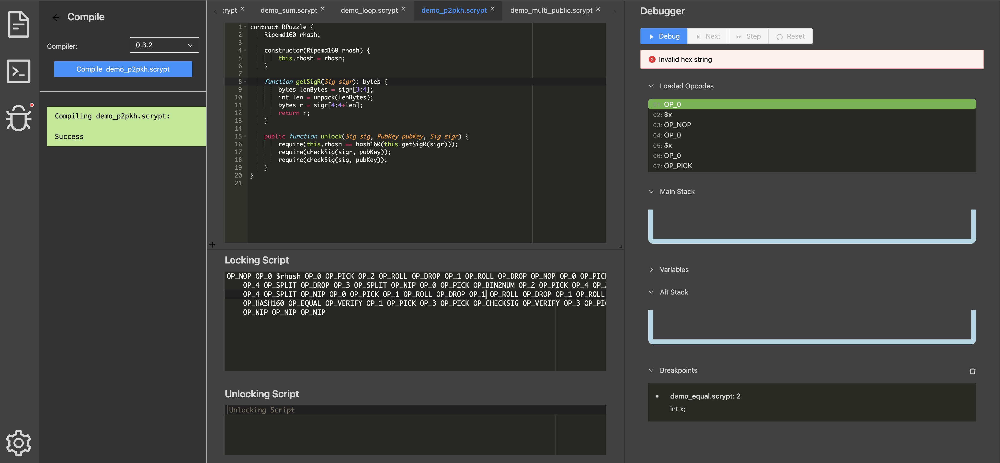 Compile
Compiler:
0.3.2
Compile demo_p2pkh.scrypt
Compiling demo_p2pkh.scrypt:
Success
crypt X demo_sum.scrypt X demo_loop.scrypt X demo_p2pkh.scrypt X demo_multi_public.scrypt X
1 contract RPuzzle {
2 Ripemd160 rhash;
3
4 constructor(Ripemd160 rhash) {
5 this.rhash = rhash;
6 }
7
8 function getSigR(Sig sigr): bytes {
9 bytes lenBytes = sigr[3:4];
10 int len = unpack(lenBytes);
11 bytes r = sigr[4:4+len];
12 return r;
13 }
14
15 public function unlock(Sig sig, PubKey pubKey, Sig sigr) {
16 require(this.rhash == hash160(this.getSigR(sigr)));
17 require(checkSig(sigr, pubKey));
18 require(checkSig(sig, pubKey));
19 }
20 }
21
Locking Script
OP_NOP OP_0 $rhash OP_0 OP_PICK OP_2 OP_ROLL OP_DROP OP_1 OP_ROLL OP_DROP OP_NOP OP_0 OP_PICK
OP_4 OP_SPLIT OP_DROP OP_3 OP_SPLIT OP_NIP OP_0 OP_PICK OP_BIN2NUM OP_2 OP_PICK OP_4 OP_2
OP_4 OP_SPLIT OP_NIP OP_0 OP_PICK OP_1 OP_ROLL OP_DROP OP_1 OP_ROLL OP_DROP OP_1 OP_ROLL
OP_HASH160 OP_EQUAL OP_VERIFY OP_1 OP_PICK OP_3 OP_PICK OP_CHECKSIG OP_VERIFY OP_3 OP_PIC
OP_NIP OP_NIP OP_NIP
Unlocking Script
Unlocking Script
Debugger
Debug Next Step Reset
Invalid hex string
Loaded Opcodes
01: OP_0
02: $x
03: OP_NOP
04: OP_0
05: $x
06: OP_0
07: OP_PICK
Main Stack
Variables
Alt Stack
Breakpoints
demo_equal.scrypt: 2
int x;